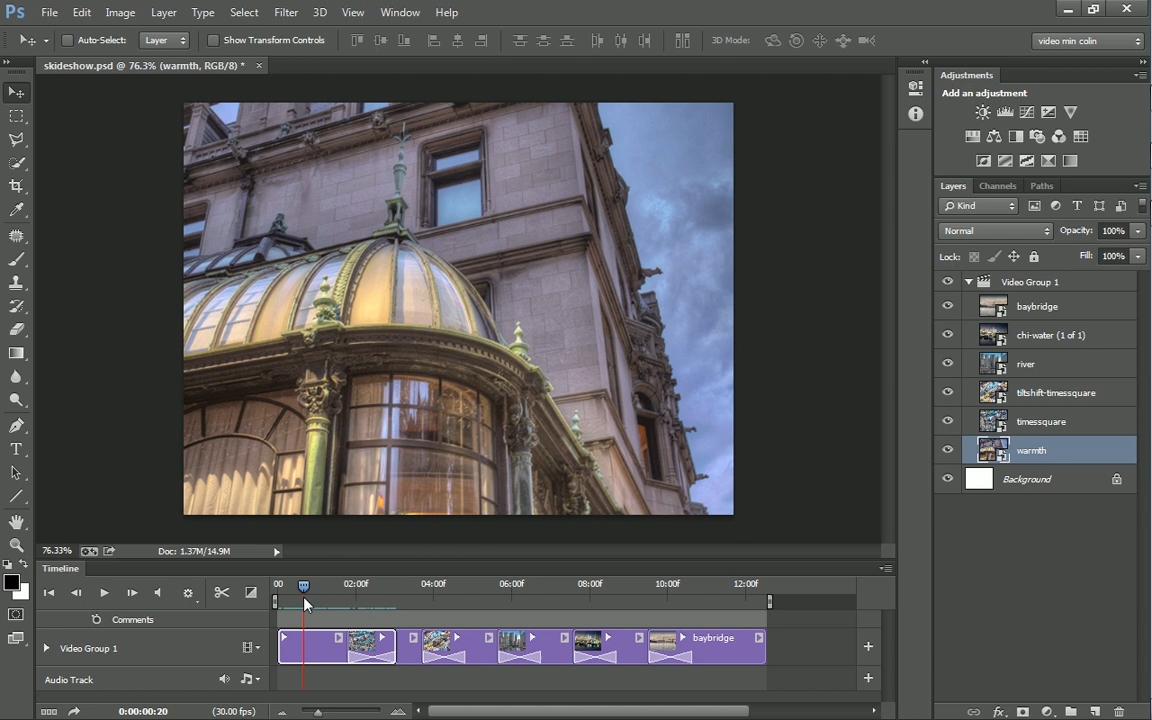 Ps File Edit Image Layer Type Select Filter 3D View Window Help
Auto-Select: Layer Show Transform Controls 3D Mode: video min colin
skideshow.psd @ 76.3% (warmth, RGB/8) * ×
Adjustments
Add an adjustment
Layers Channels Paths
Kind
Normal Opacity: 100%
Lock: Fill: 100%
Video Group 1
baybridge
chi-water (1 of 1)
river
tiltshift-timessquare
timessquare
warmth
Background
76.33% Doc: 1.37M/14.9M
Timeline
00 02:00f 04:00f 06:00f 08:00f 10:00f 12:00f
Comments
Video Group 1 baybridge
Audio Track
0:00:00:20 (30.00 fps)